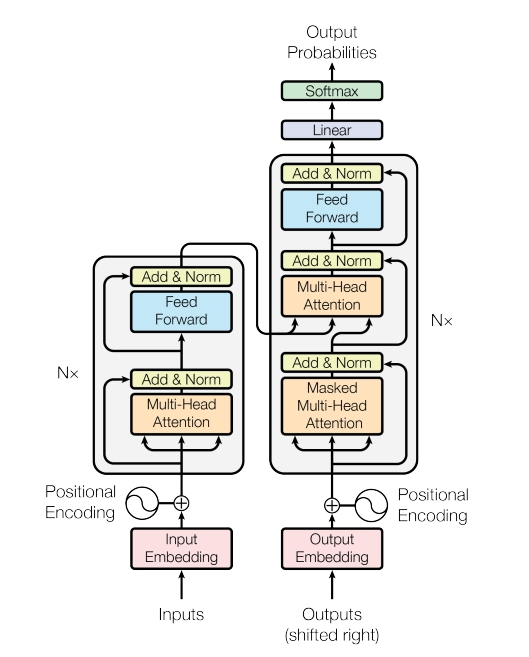 Output
Probabilities
Softmax
Linear
Add & Norm
Feed
Forward
Add & Norm
Multi-Head
Attention
Add & Norm
Masked
Multi-Head
Attention
N×
Add & Norm
Feed
Forward
Add & Norm
Multi-Head
Attention
N×
Positional
Encoding
Input
Embedding
Inputs
Positional
Encoding
Output
Embedding
Outputs
(shifted right)